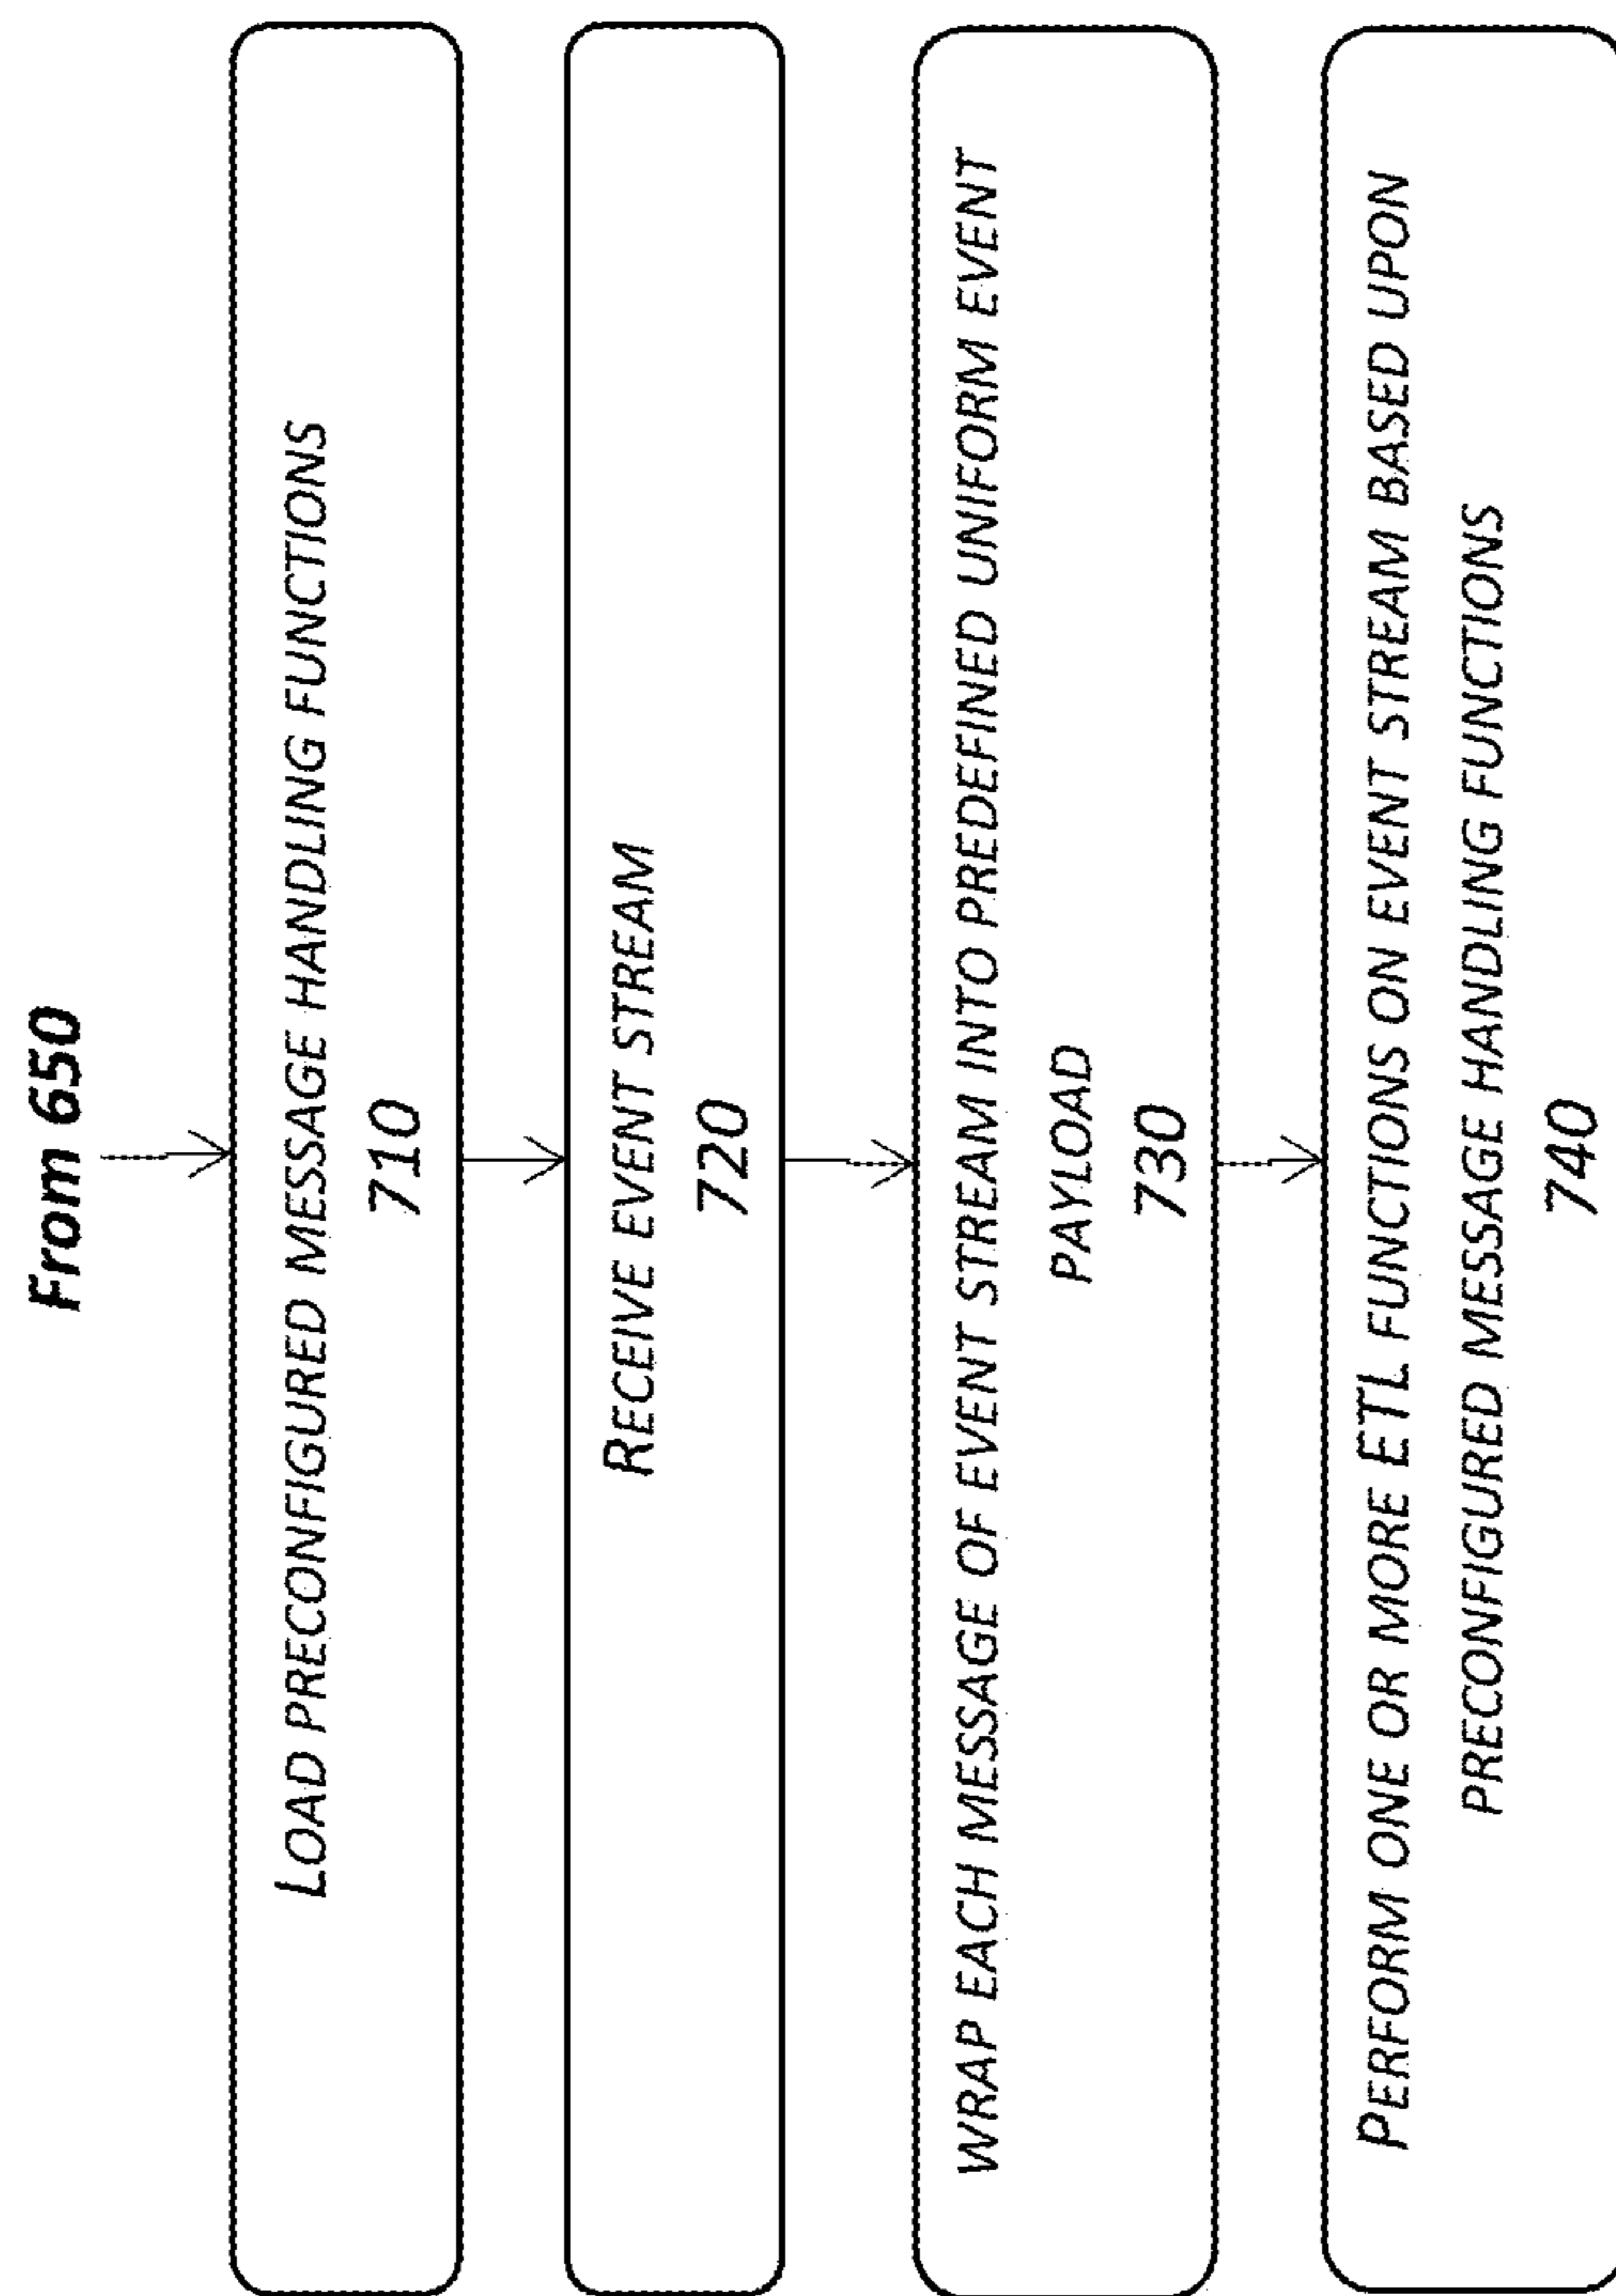 From 650
LOAD PRECONFIGURED MESSAGE HANDLING FUNCTIONS
710
RECEIVE EVENT STREAM
720
WRAP EACH MESSAGE OF EVENT STREAM INTO PREDEFINED UNIFORM EVENT
PAYLOAD
730
PERFORM ONE OR MORE ETL FUNCTIONS ON EVENT STREAM BASED UPON
PRECONFIGURED MESSAGE HANDLING FUNCTIONS
740